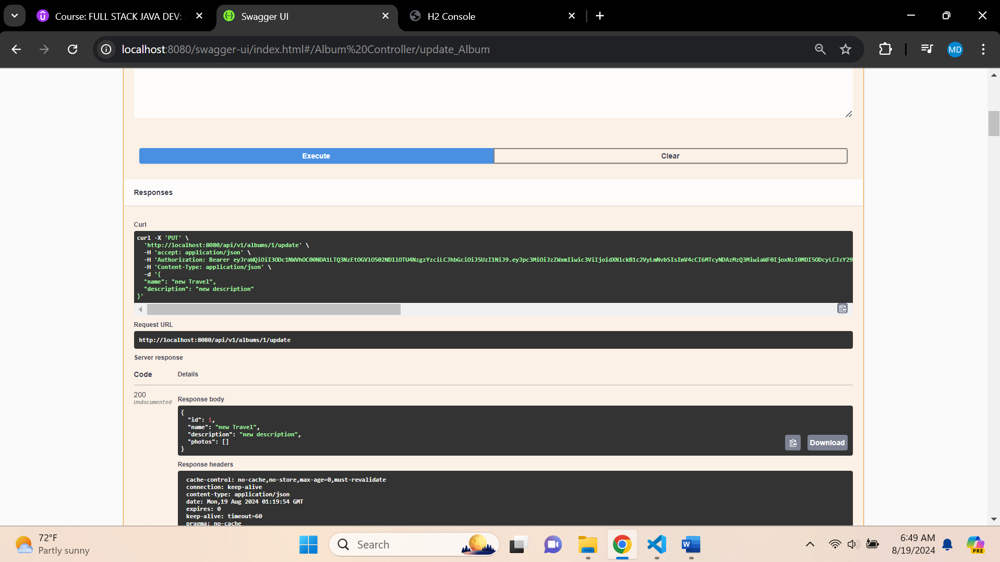 Course: FULL STACK JAVA DEV:
Swagger UI
H2 Console
localhost:8080/swagger-ui/index.html#/Album%20Controller/update_Album
MD
Execute
Clear
Responses
Curl
curl -X 'PUT' \
'http://localhost:8080/api/v1/albums/1/update' \
-H 'accept: application/json' \
-H 'Authorization: Bearer
-H 'Content-Type: application/json' \
-d '{
"name": "new Travel",
"description": "new description"
}'
Request URL
http://localhost:8080/api/v1/albums/1/update
Server response
Code
Details
200
Undocumented
Response body
{
"id": 1,
"name": "new Travel",
"description": "new description",
"photos": []
}
Download
Response headers
cache-control: no-cache,no-store,max-age=0,must-revalidate
connection: keep-alive
content-type: application/json
date: Mon,19 Aug 2024 01:19:54 GMT
expires: 0
keep-alive: timeout=60
pragma: no-cache
72°F
Partly sunny
Search
W
6:49 AM
8/19/2024
PRE